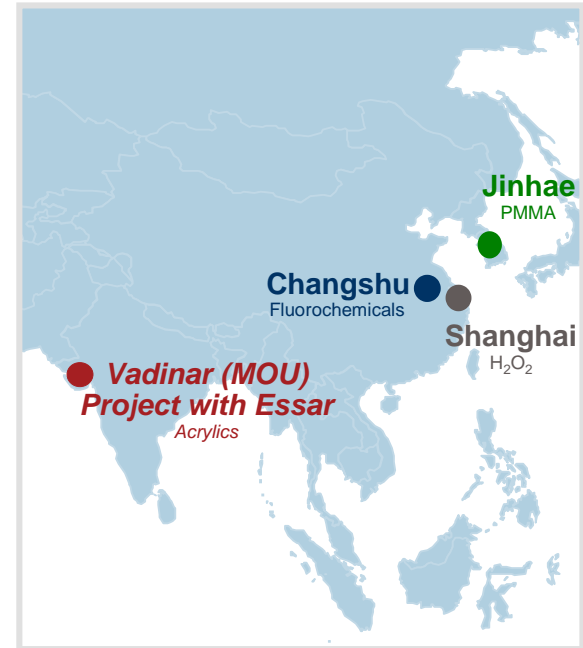 Jinhae
PMMA
Changshu
Fluorochemicals
Shanghai
H₂O₂
Vadinar (MOU)
Project with Essar
Acrylics